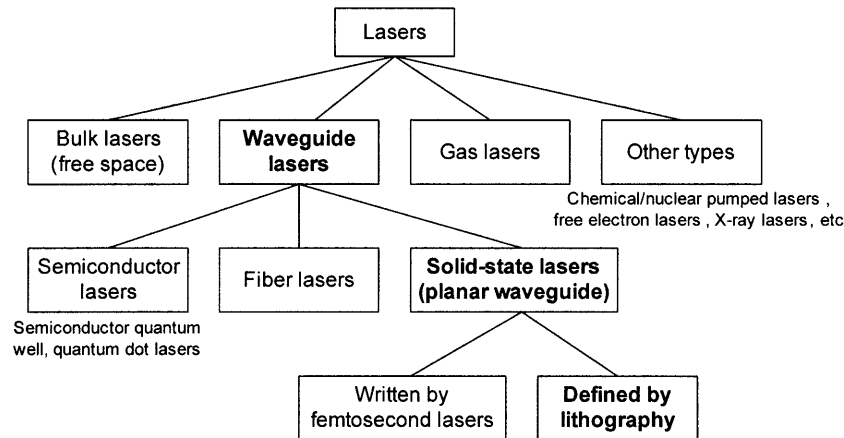 Lasers
Bulk lasers
(free space)
Waveguide
lasers
Gas lasers
Other types
Chemical/nuclear pumped lasers ,
free electron lasers , X-ray lasers , etc
Semiconductor
lasers
Fiber lasers
Solid-state lasers
(planar waveguide)
Semiconductor quantum
well, quantum dot lasers
Written by
femtosecond lasers
Defined by
lithography